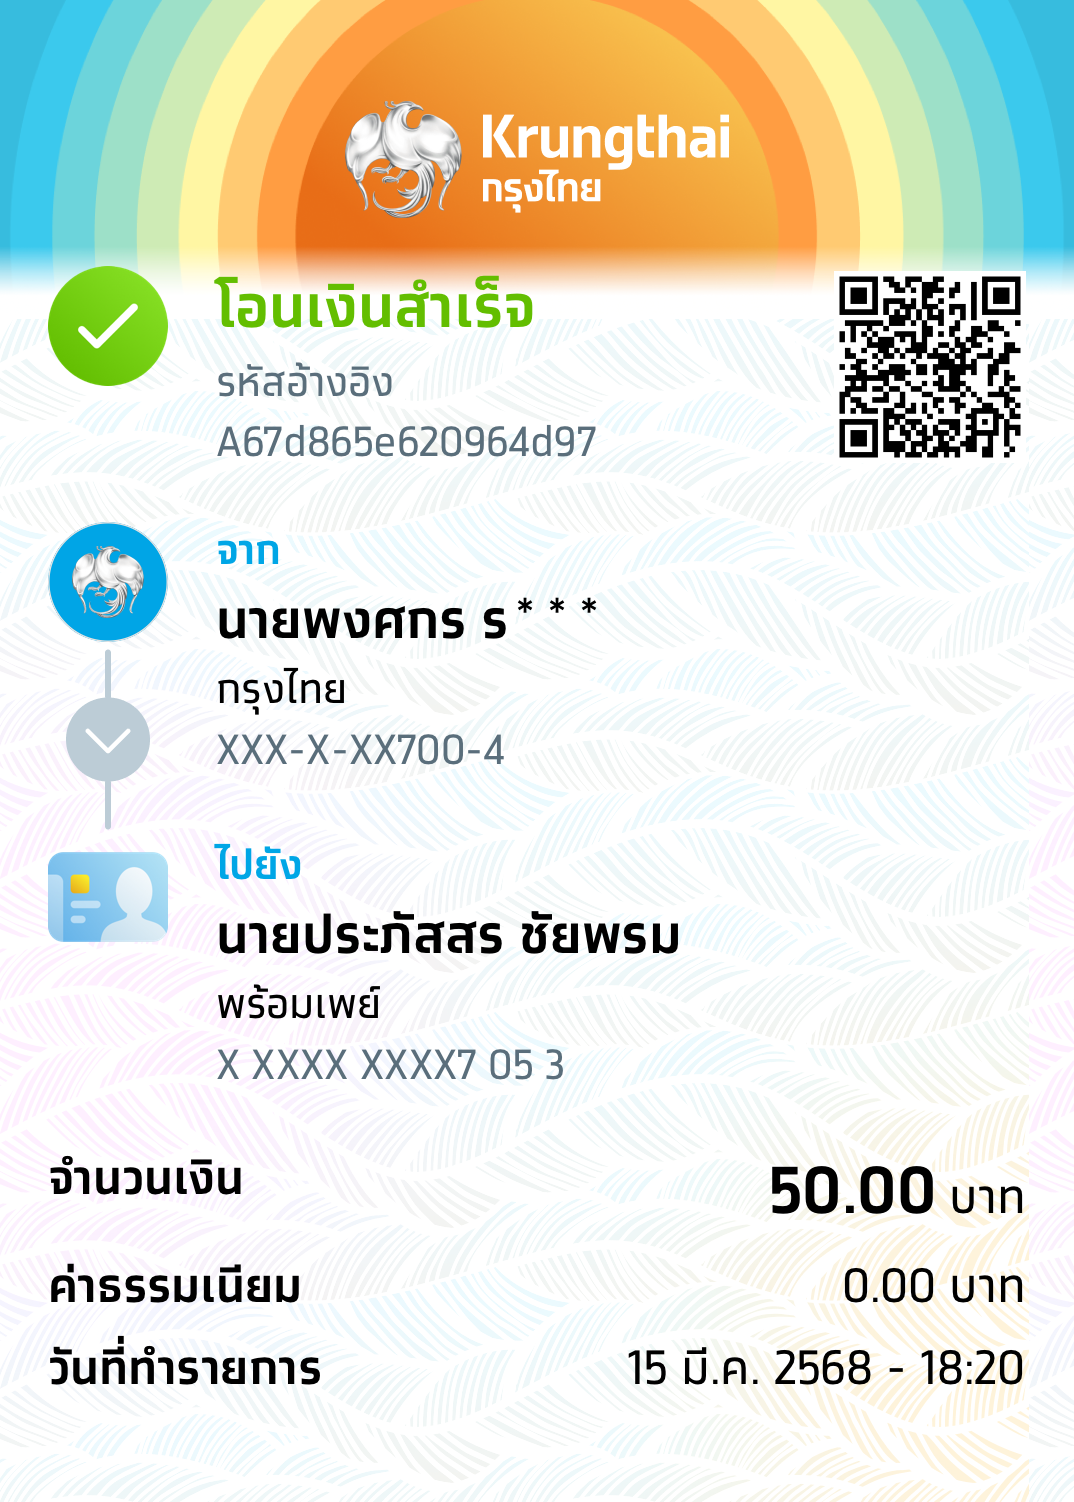 Krungthai
กรุงไทย
โอนเงินสำเร็จ
รหัสอ้างอิง
A67d865e620964d97
จาก
นายพงศกร ร***
กรุงไทย
XXX-X-XX700-4
ไปยัง
นายประภัสสร ชัยพรม
พร้อมเพย์
X XXXX XXXX7 05 3
จำนวนเงิน 50.00 บาท
ค่าธรรมเนียม 0.00 บาท
วันที่ทำรายการ 15 มี.ค. 2568 - 18:20